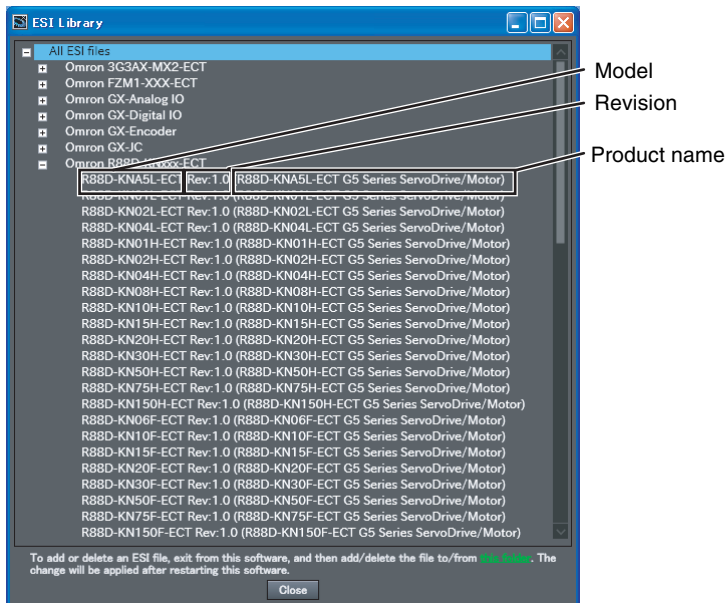 ESI Library
All ESI files
Omron 3G3AX-MX2-ECT
Omron FZM1-XXX-ECT
Omron GX-Analog IO
Omron GX-Digital IO
Omron GX-Encoder
Omron GX-JC
Omron R88D-KNxxx-ECT
R88D-KNA5L-ECT Rev:1.0 (R88D-KNA5L-ECT G5 Series ServoDrive/Motor)
R88D-KN01L-ECT Rev:1.0 (R88D-KN01L-ECT G5 Series ServoDrive/Motor)
R88D-KN02L-ECT Rev:1.0 (R88D-KN02L-ECT G5 Series ServoDrive/Motor)
R88D-KN04L-ECT Rev:1.0 (R88D-KN04L-ECT G5 Series ServoDrive/Motor)
R88D-KN01H-ECT Rev:1.0 (R88D-KN01H-ECT G5 Series ServoDrive/Motor)
R88D-KN02H-ECT Rev:1.0 (R88D-KN02H-ECT G5 Series ServoDrive/Motor)
R88D-KN04H-ECT Rev:1.0 (R88D-KN04H-ECT G5 Series ServoDrive/Motor)
R88D-KN08H-ECT Rev:1.0 (R88D-KN08H-ECT G5 Series ServoDrive/Motor)
R88D-KN10H-ECT Rev:1.0 (R88D-KN10H-ECT G5 Series ServoDrive/Motor)
R88D-KN15H-ECT Rev:1.0 (R88D-KN15H-ECT G5 Series ServoDrive/Motor)
R88D-KN20H-ECT Rev:1.0 (R88D-KN20H-ECT G5 Series ServoDrive/Motor)
R88D-KN30H-ECT Rev:1.0 (R88D-KN30H-ECT G5 Series ServoDrive/Motor)
R88D-KN50H-ECT Rev:1.0 (R88D-KN50H-ECT G5 Series ServoDrive/Motor)
R88D-KN75H-ECT Rev:1.0 (R88D-KN75H-ECT G5 Series ServoDrive/Motor)
R88D-KN150H-ECT Rev:1.0 (R88D-KN150H-ECT G5 Series ServoDrive/Motor)
R88D-KN06F-ECT Rev:1.0 (R88D-KN06F-ECT G5 Series ServoDrive/Motor)
R88D-KN10F-ECT Rev:1.0 (R88D-KN10F-ECT G5 Series ServoDrive/Motor)
R88D-KN15F-ECT Rev:1.0 (R88D-KN15F-ECT G5 Series ServoDrive/Motor)
R88D-KN20F-ECT Rev:1.0 (R88D-KN20F-ECT G5 Series ServoDrive/Motor)
R88D-KN30F-ECT Rev:1.0 (R88D-KN30F-ECT G5 Series ServoDrive/Motor)
R88D-KN50F-ECT Rev:1.0 (R88D-KN50F-ECT G5 Series ServoDrive/Motor)
R88D-KN75F-ECT Rev:1.0 (R88D-KN75F-ECT G5 Series ServoDrive/Motor)
R88D-KN150F-ECT Rev:1.0 (R88D-KN150F-ECT G5 Series ServoDrive/Motor)
To add or delete an ESI file, exit from this software, and then add/delete the file to/from this folder. The
change will be applied after restarting this software.
Close
Model
Revision
Product name